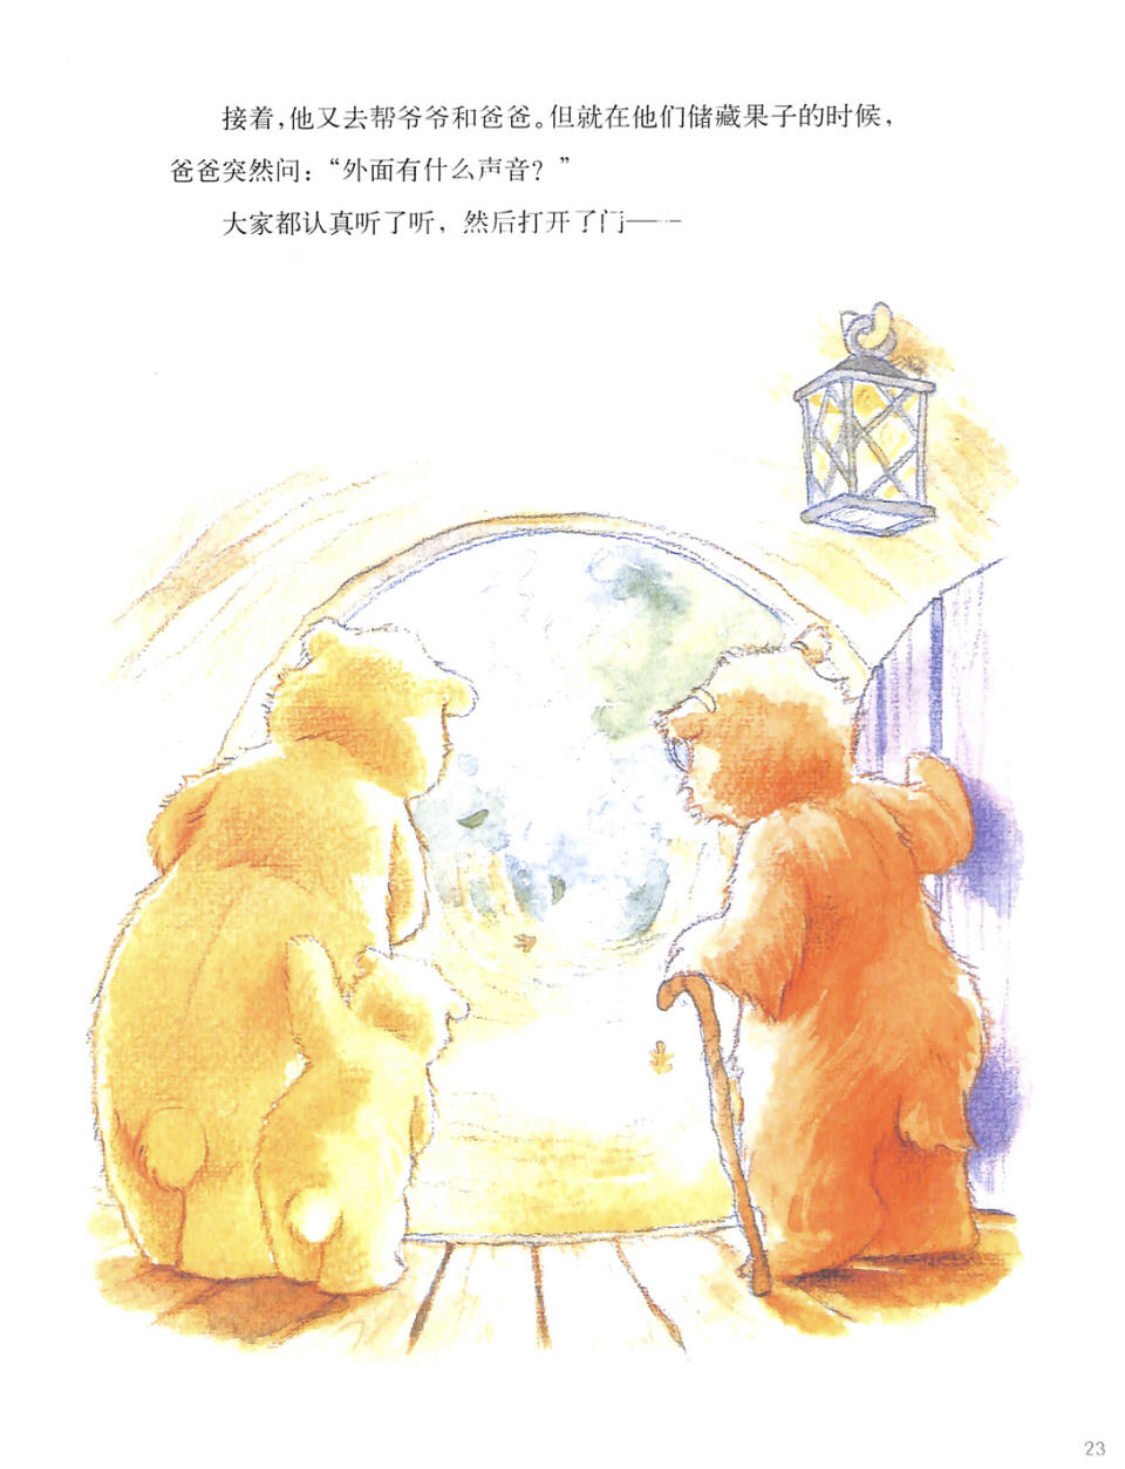 接着，他又去帮爷爷和爸爸。但就在他们储藏果子的时候，
爸爸突然问：“外面有什么声音？”
大家都认真听了听，然后打开了门——
23